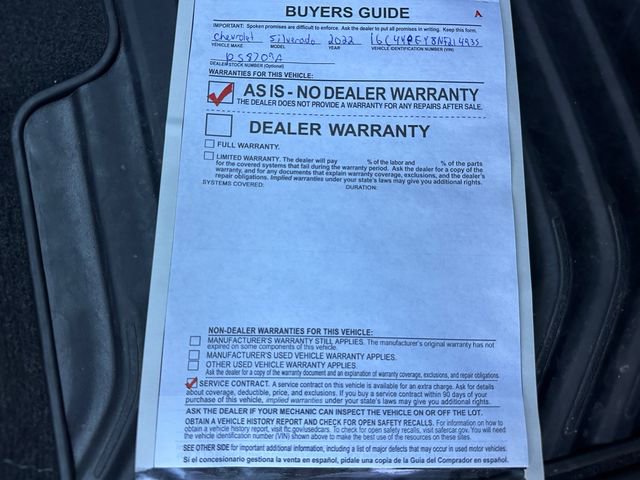 BUYERS GUIDE
IMPORTANT: Spoken promises are difficult to enforce. Ask the dealer to put all promises in writing. Keep this form.
Chevrolet Silverado 2022
VEHICLE MAKE MODEL YEAR VEHICLE IDENTIFICATION NUMBER (VIN)
DEALER STOCK NUMBER (Optional)
WARRANTIES FOR THIS VEHICLE:
AS IS - NO DEALER WARRANTY
THE DEALER DOES NOT PROVIDE A WARRANTY FOR ANY REPAIRS AFTER SALE.
DEALER WARRANTY
FULL WARRANTY.
LIMITED WARRANTY. The dealer will pay % of the labor and % of the parts
for the covered systems that fail during the warranty period. Ask the dealer for a copy of the
warranty, and for any documents that explain warranty coverage, exclusions, and the dealer's
repair obligations. Implied warranties under your state's laws may give you additional rights.
SYSTEMS COVERED: DURATION:
NON-DEALER WARRANTIES FOR THIS VEHICLE:
MANUFACTURER'S WARRANTY STILL APPLIES. The manufacturer's original warranty has not
expired on some components of this vehicle.
MANUFACTURER'S USED VEHICLE WARRANTY APPLIES.
OTHER USED VEHICLE WARRANTY APPLIES.
Ask the dealer for a copy of the warranty document and an explanation of warranty coverage, exclusions, and repair obligations
SERVICE CONTRACT. A service contract on this vehicle is available for an extra charge. Ask for details
about coverage, deductible, price, and exclusions. If you buy a service contract within 90 days of your
purchase of this vehicle, implied warranties under your state's laws may give you additional rights.
ASK THE DEALER IF YOUR MECHANIC CAN INSPECT THE VEHICLE ON OR OFF THE LOT.
OBTAIN A VEHICLE HISTORY REPORT AND CHECK FOR OPEN SAFETY RECALLS. For information on how to
obtain a vehicle history report, visit ftc.gov/usedcars. To check for open safety recalls, visit safercar.gov. You will need
the vehicle identification number (VIN) shown above to make the best use of the resources on these sites.
SEE OTHER SIDE for important additional information, including a list of major defects that may occur in used motor vehicles.
Si el concesionario gestiona la venta en español, pídale una copia de la Guía del Comprador en español.